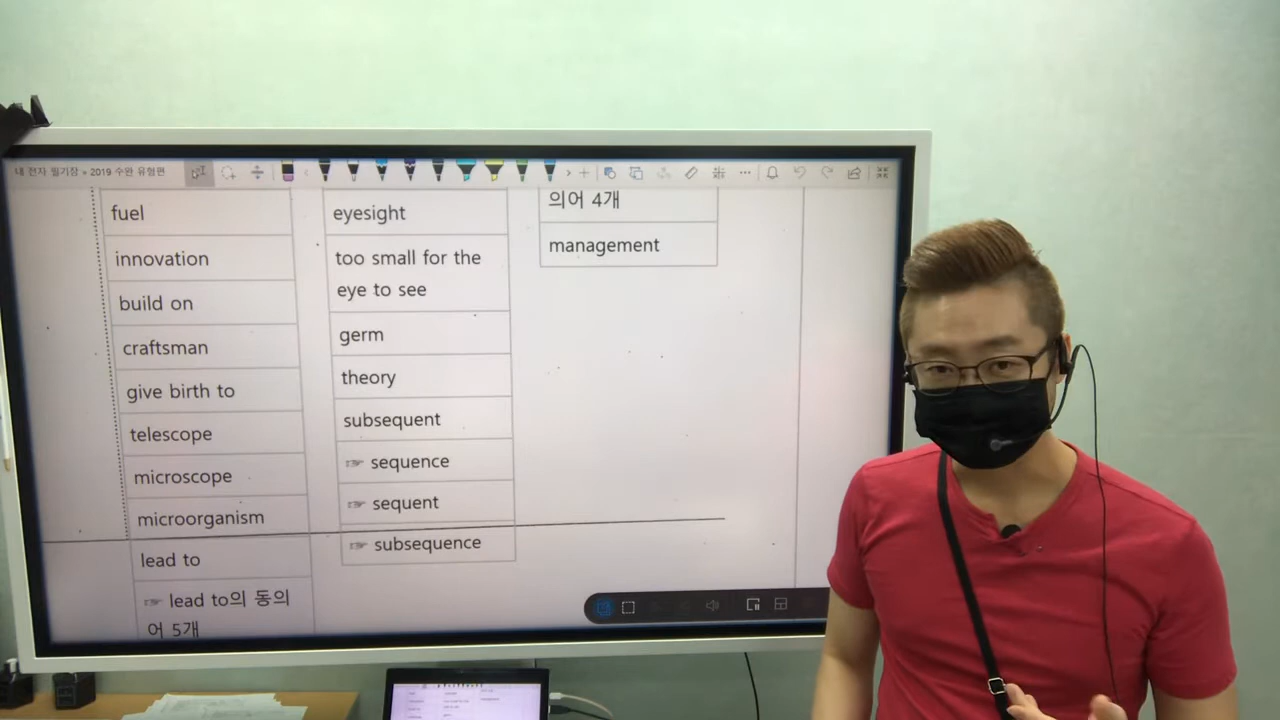 내 전자 필기장 » 2019 수완 유형편
fuel
innovation
build on
craftsman
give birth to
telescope
microscope
microorganism
lead to
☞ lead to의 동의
어 5개
eyesight
too small for the
eye to see
germ
theory
subsequent
☞ sequence
☞ sequent
☞ subsequence
의어 4개
management